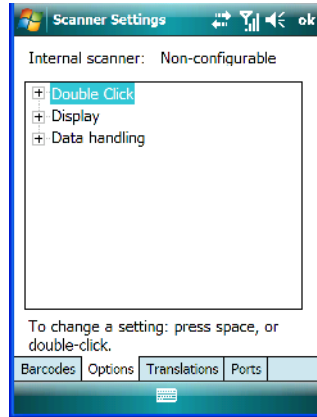 Scanner Settings ok
Internal scanner: Non-configurable
Double Click
Display
Data handling
To change a setting: press space, or
double-click.
Barcodes Options Translations Ports